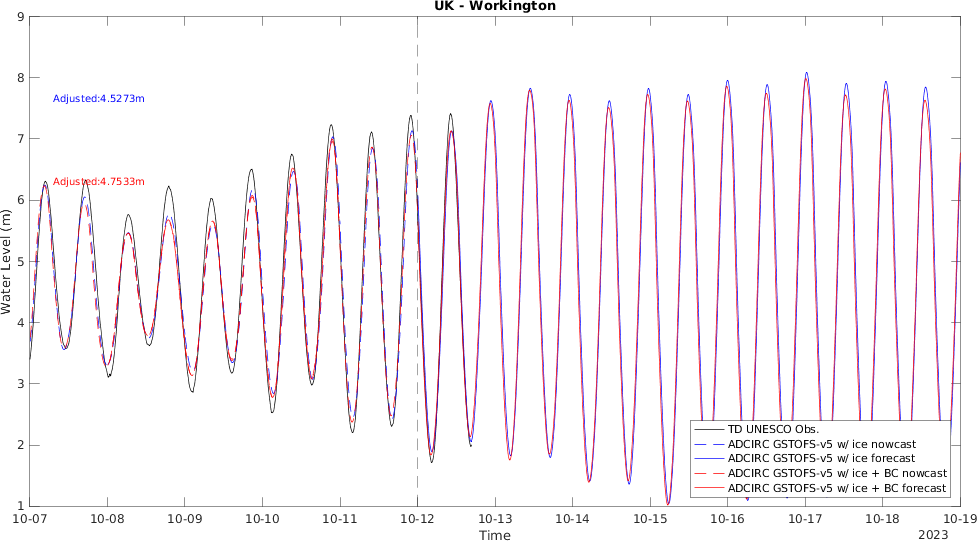 UK - Workington
9
8
7
6
5
4
3
2
1
Water Level (m)
Adjusted:4.5273m
Adjusted:4.7533m
TD UNESCO Obs.
ADCIRC GSTOFS-v5 w/ ice nowcast
ADCIRC GSTOFS-v5 w/ ice forecast
ADCIRC GSTOFS-v5 w/ ice + BC nowcast
ADCIRC GSTOFS-v5 w/ ice + BC forecast
10-07 10-08 10-09 10-10 10-11 10-12 10-13 10-14 10-15 10-16 10-17 10-18 10-19
Time
2023